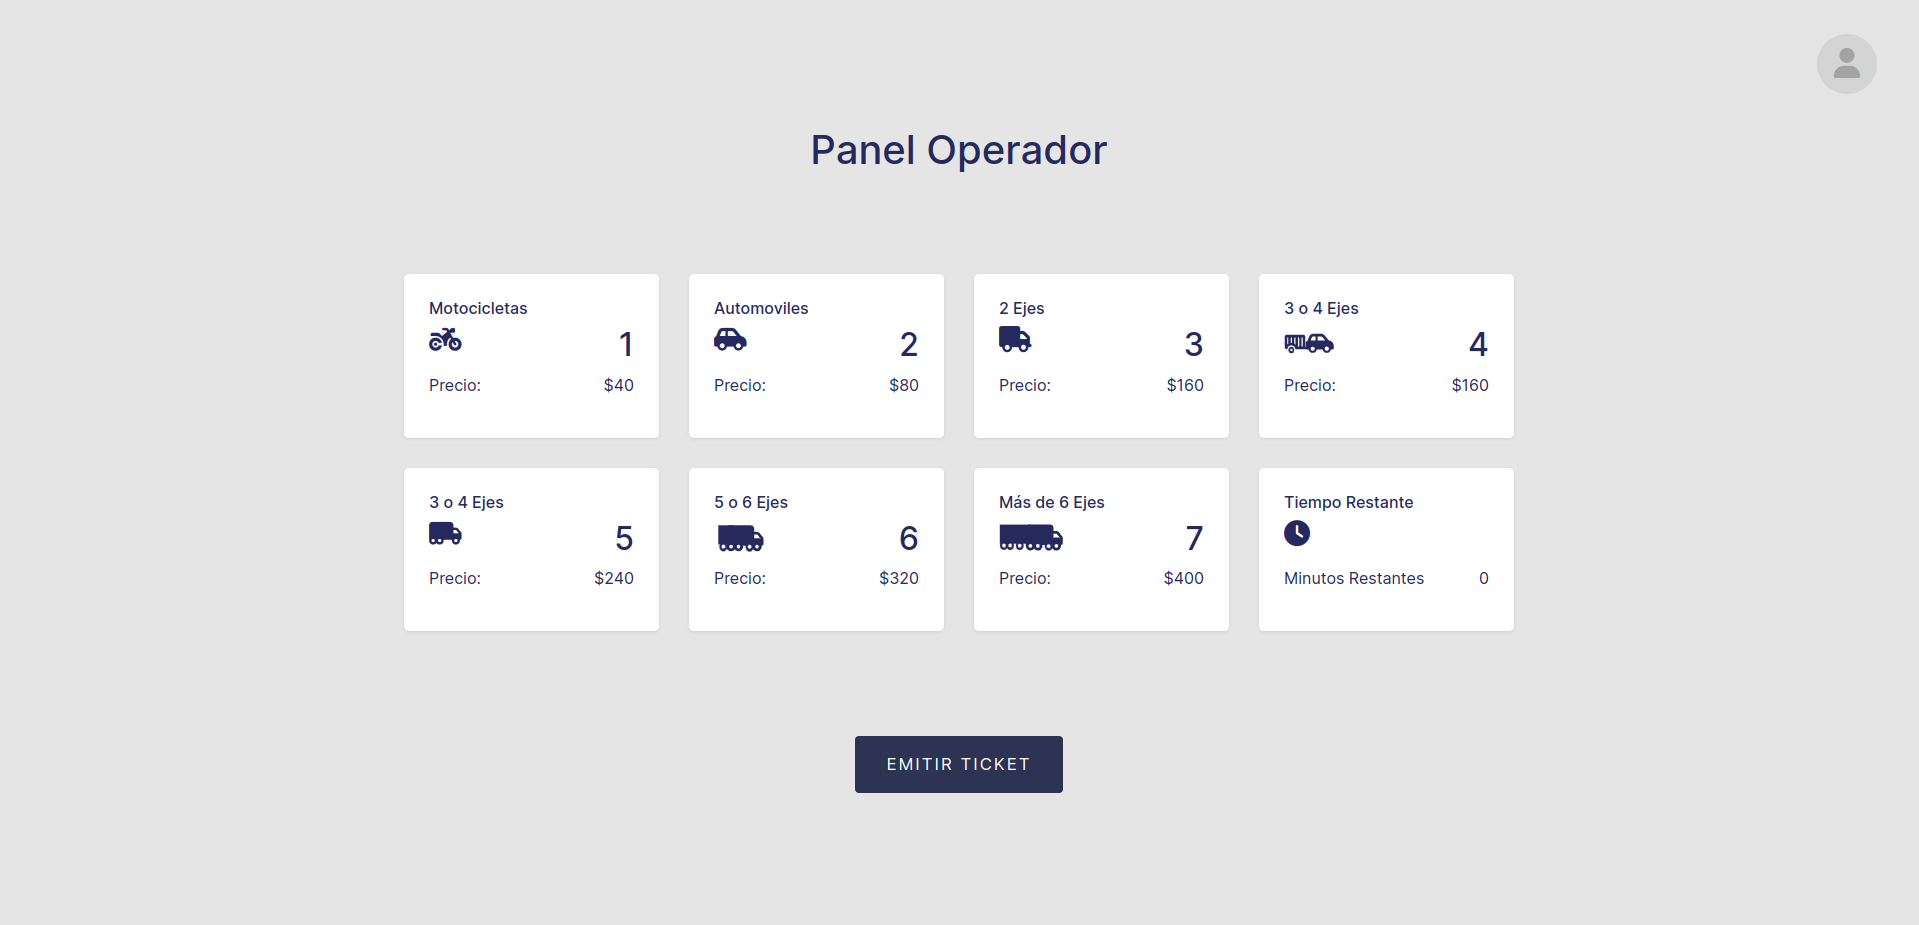 Panel Operador
Motocicletas
1
Precio: $40
Automoviles
2
Precio: $80
2 Ejes
3
Precio: $160
3 o 4 Ejes
4
Precio: $160
3 o 4 Ejes
5
Precio: $240
5 o 6 Ejes
6
Precio: $320
Más de 6 Ejes
7
Precio: $400
Tiempo Restante
Minutos Restantes 0
EMITIR TICKET